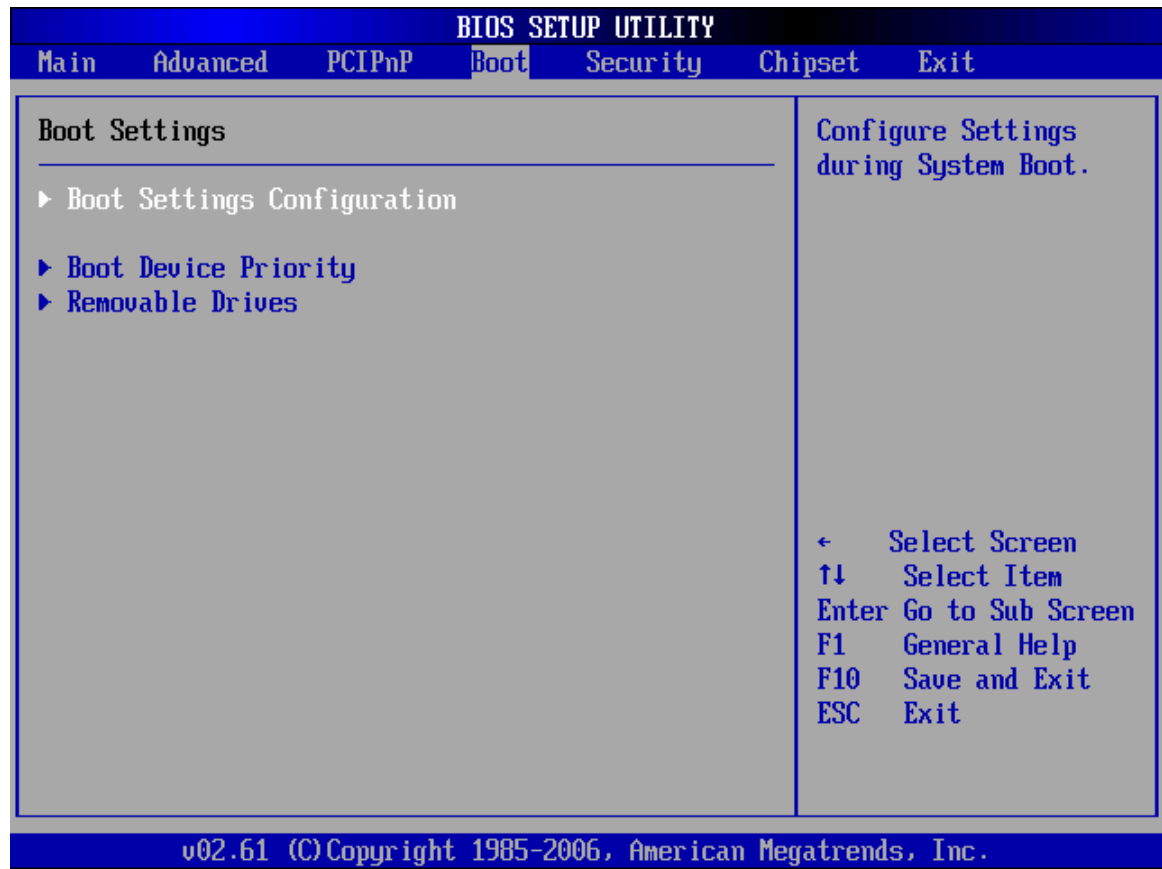 BIOS SETUP UTILITY
Main Advanced PCIPnP Boot Security Chipset Exit
Boot Settings
▶ Boot Settings Configuration
▶ Boot Device Priority
▶ Removable Drives
Configure Settings
during System Boot.
← Select Screen
↑↓ Select Item
Enter Go to Sub Screen
F1 General Help
F10 Save and Exit
ESC Exit
v02.61 (C)Copyright 1985-2006, American Megatrends, Inc.